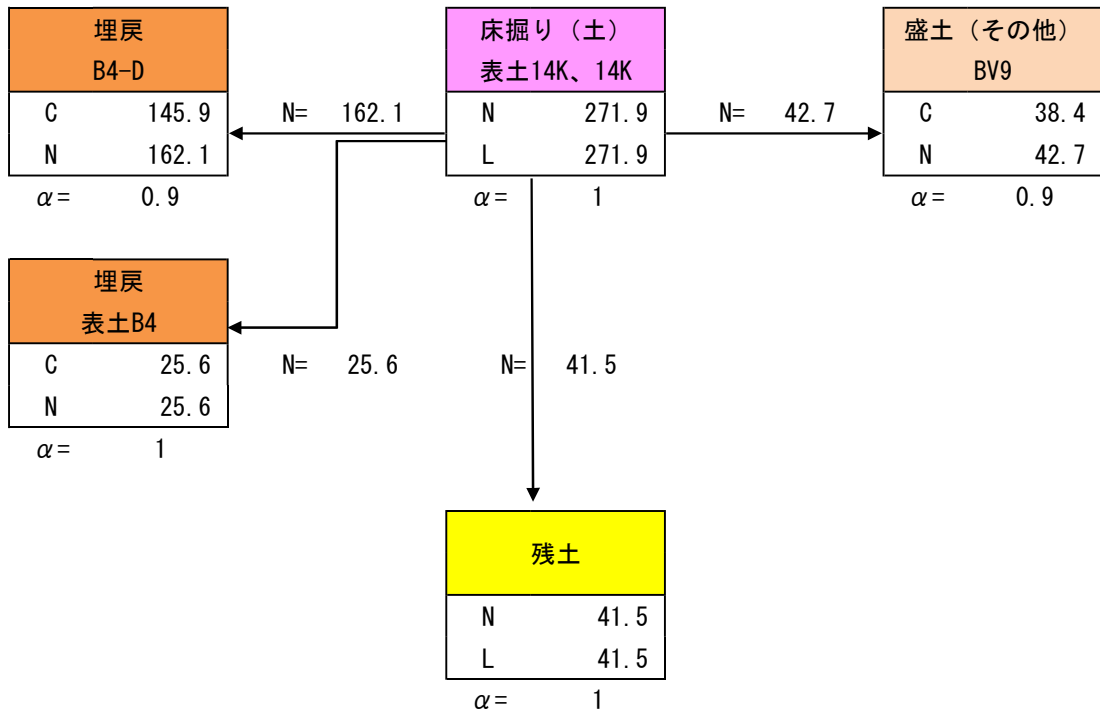 埋戻
B4-D
C 145.9
N 162.1
α= 0.9
N= 162.1
床掘り（土）
表土14K、14K
N 271.9
L 271.9
α= 1
N= 42.7
盛土（その他）
BV9
C 38.4
N 42.7
α= 0.9
埋戻
表土B4
C 25.6
N 25.6
α= 1
N= 25.6
N= 41.5
残土
N 41.5
L 41.5
α= 1